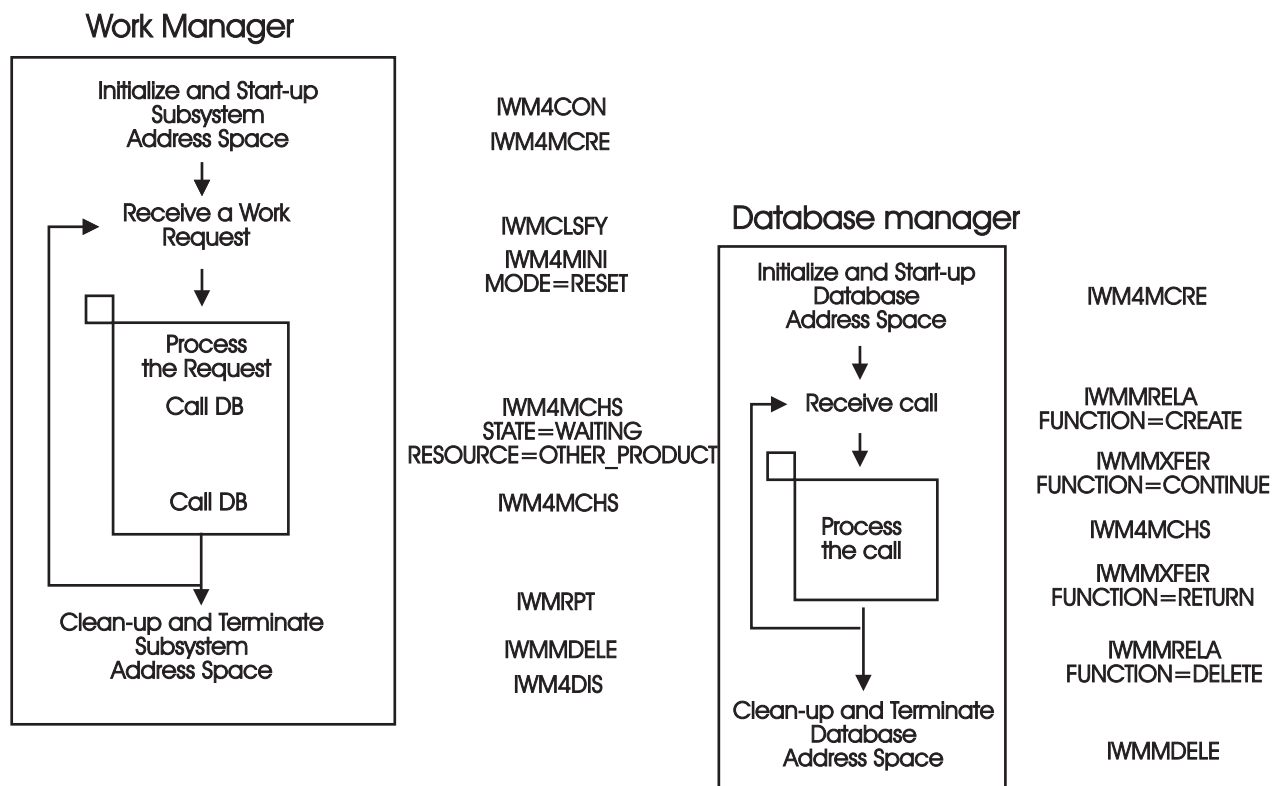 Work Manager
Initialize and Start-up
Subsystem
Address Space
Receive a Work
Request
Process
the Request
Call DB
Call DB
Clean-up and Terminate
Subsystem
Address Space
IWM4CON
IWM4MCRE
IWMCLSFY
IWM4MINI
MODE=RESET
IWM4MCHS
STATE=WAITING
RESOURCE=OTHER_PRODUCT
IWM4MCHS
IWMRPT
IWMMDELE
IWM4DIS
Database manager
Initialize and Start-up
Database
Address Space
Receive call
Process
the call
Clean-up and Terminate
Database
Address Space
IWM4MCRE
IWMMRELA
FUNCTION=CREATE
IWMMXFER
FUNCTION=CONTINUE
IWM4MCHS
IWMMXFER
FUNCTION=RETURN
IWMMRELA
FUNCTION=DELETE
IWMMDELE